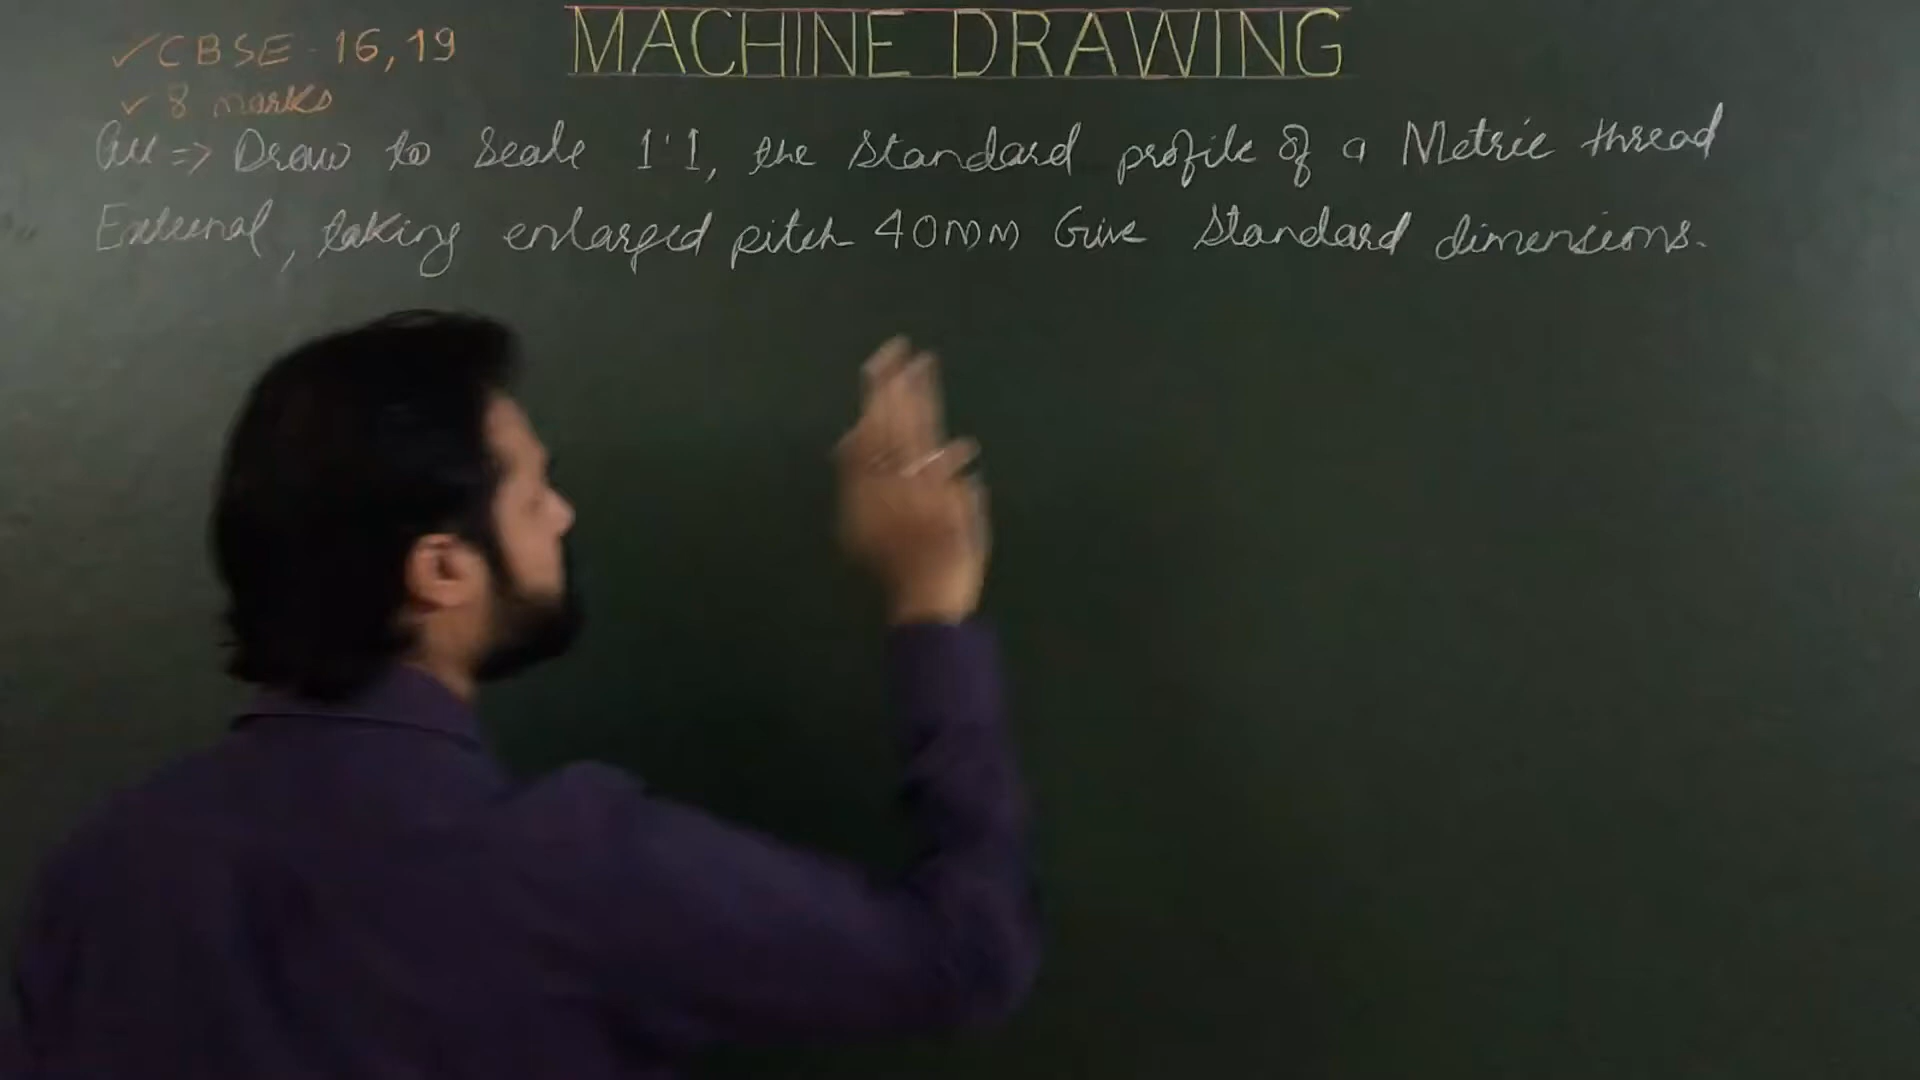 MACHINE DRAWING
✓ CBSE - 16, 19
✓ 8 marks
Qu => Draw to Scale 1:1, the Standard profile of a Metric thread
External, taking enlarged pitch 40mm Give Standard dimensions.